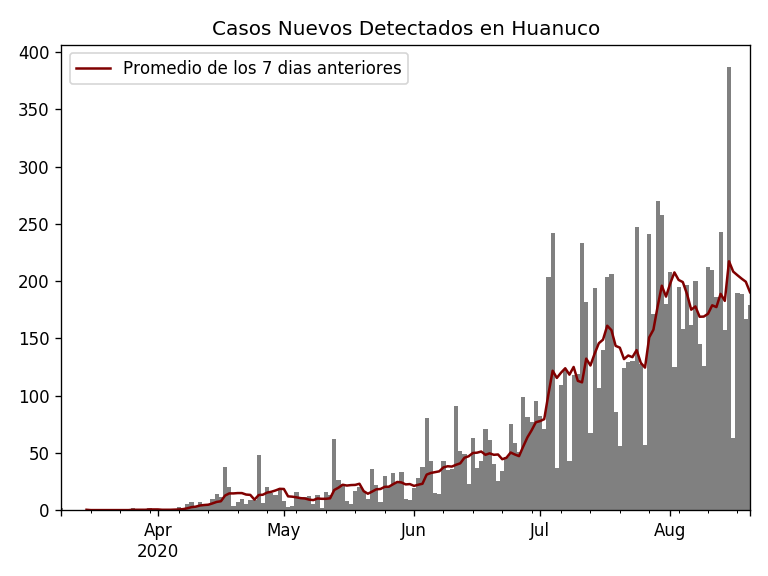 Casos Nuevos Detectados en Huanuco
Promedio de los 7 dias anteriores
400
350
300
250
200
150
100
50
0
Apr
2020
May
Jun
Jul
Aug